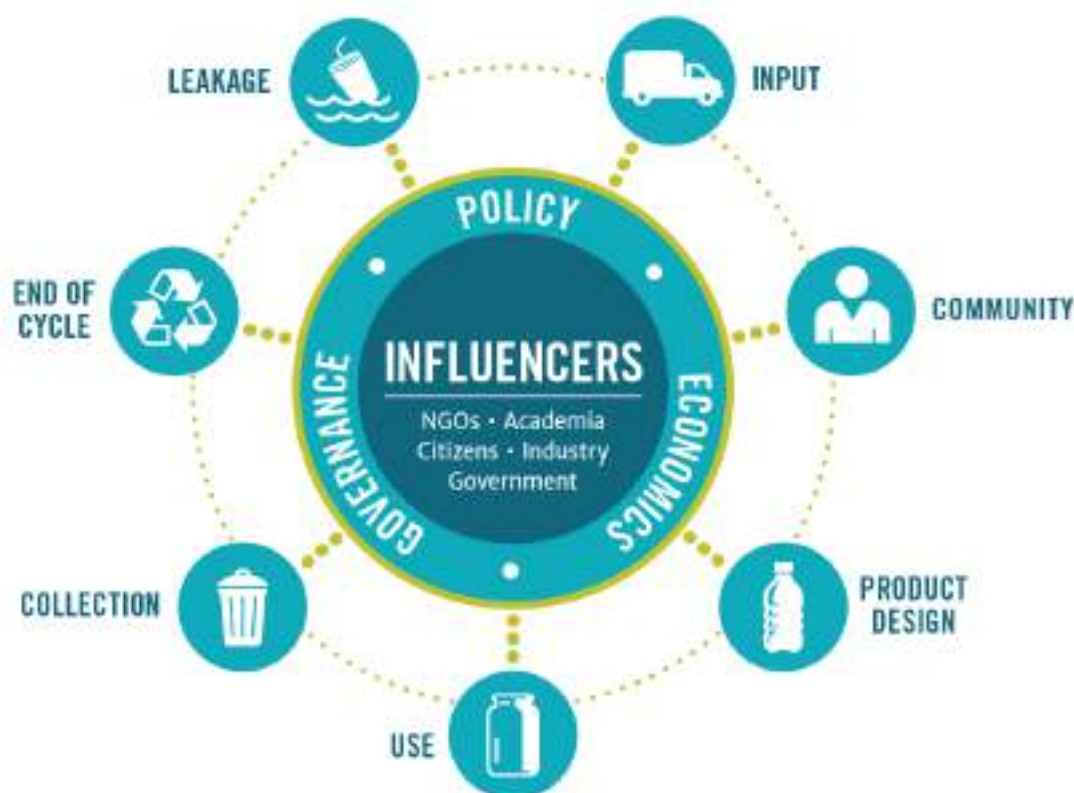 LEAKAGE
INPUT
POLICY
END OF
CYCLE
COMMUNITY
INFLUENCERS
NGOs • Academia
Citizens • Industry
Government
GOVERNANCE
ECONOMICS
COLLECTION
PRODUCT
DESIGN
USE